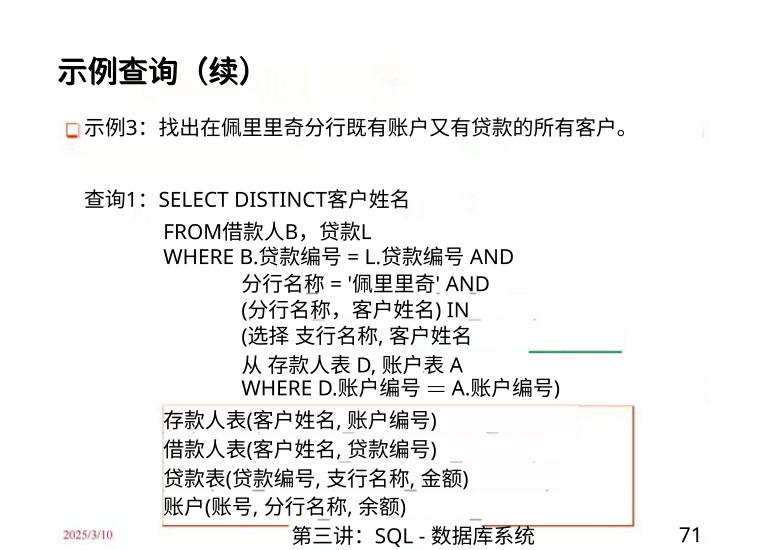 示例查询（续）
示例3：找出在佩里里奇分行既有账户又有贷款的所有客户。
查询1：SELECT DISTINCT客户姓名
FROM借款人B，贷款L
WHERE B.贷款编号 = L.贷款编号 AND
分行名称 = '佩里里奇' AND
(分行名称，客户姓名) IN
(选择 支行名称, 客户姓名
从 存款人表 D, 账户表 A
WHERE D.账户编号 ＝ A.账户编号)
存款人表(客户姓名, 账户编号)
借款人表(客户姓名, 贷款编号)
贷款表(贷款编号, 支行名称, 金额)
账户(账号, 分行名称, 余额)
2025/3/10
第三讲：SQL - 数据库系统
71